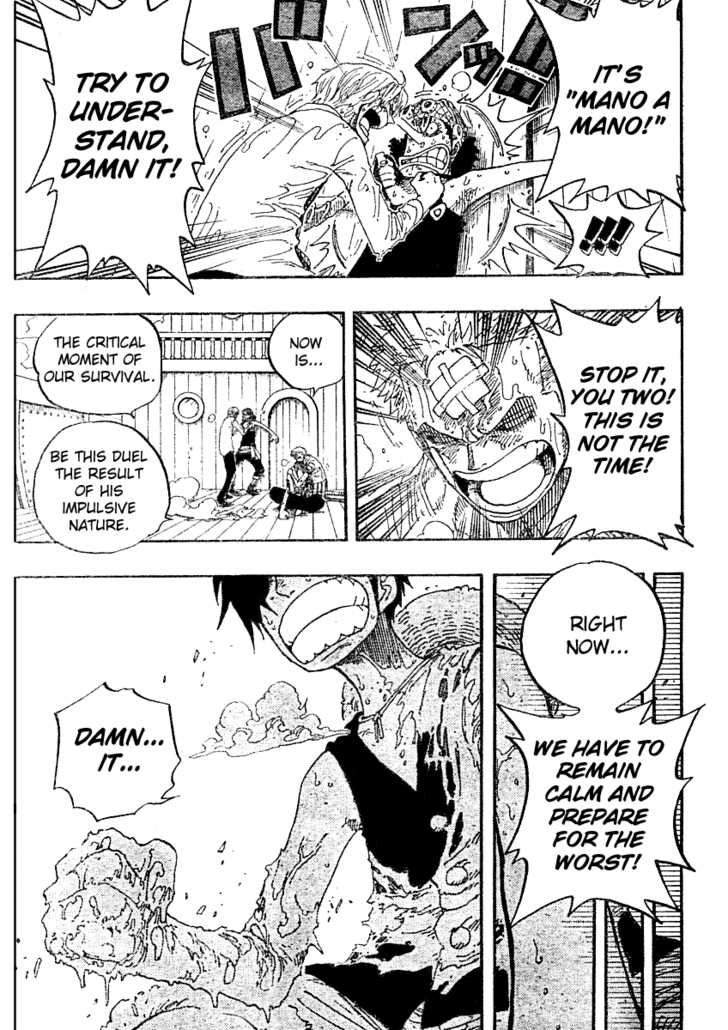 IT'S
"MANO A
MANO!"
!!!
TRY TO
UNDER-
STAND,
DAMN IT!
STOP IT,
YOU TWO!
THIS IS
NOT THE
TIME!
NOW
IS...
THE CRITICAL
MOMENT OF
OUR SURVIVAL.
BE THIS DUEL
THE RESULT
OF HIS
IMPULSIVE
NATURE.
RIGHT
NOW...
WE HAVE TO
REMAIN
CALM AND
PREPARE
FOR THE
WORST!
DAMN...
IT...